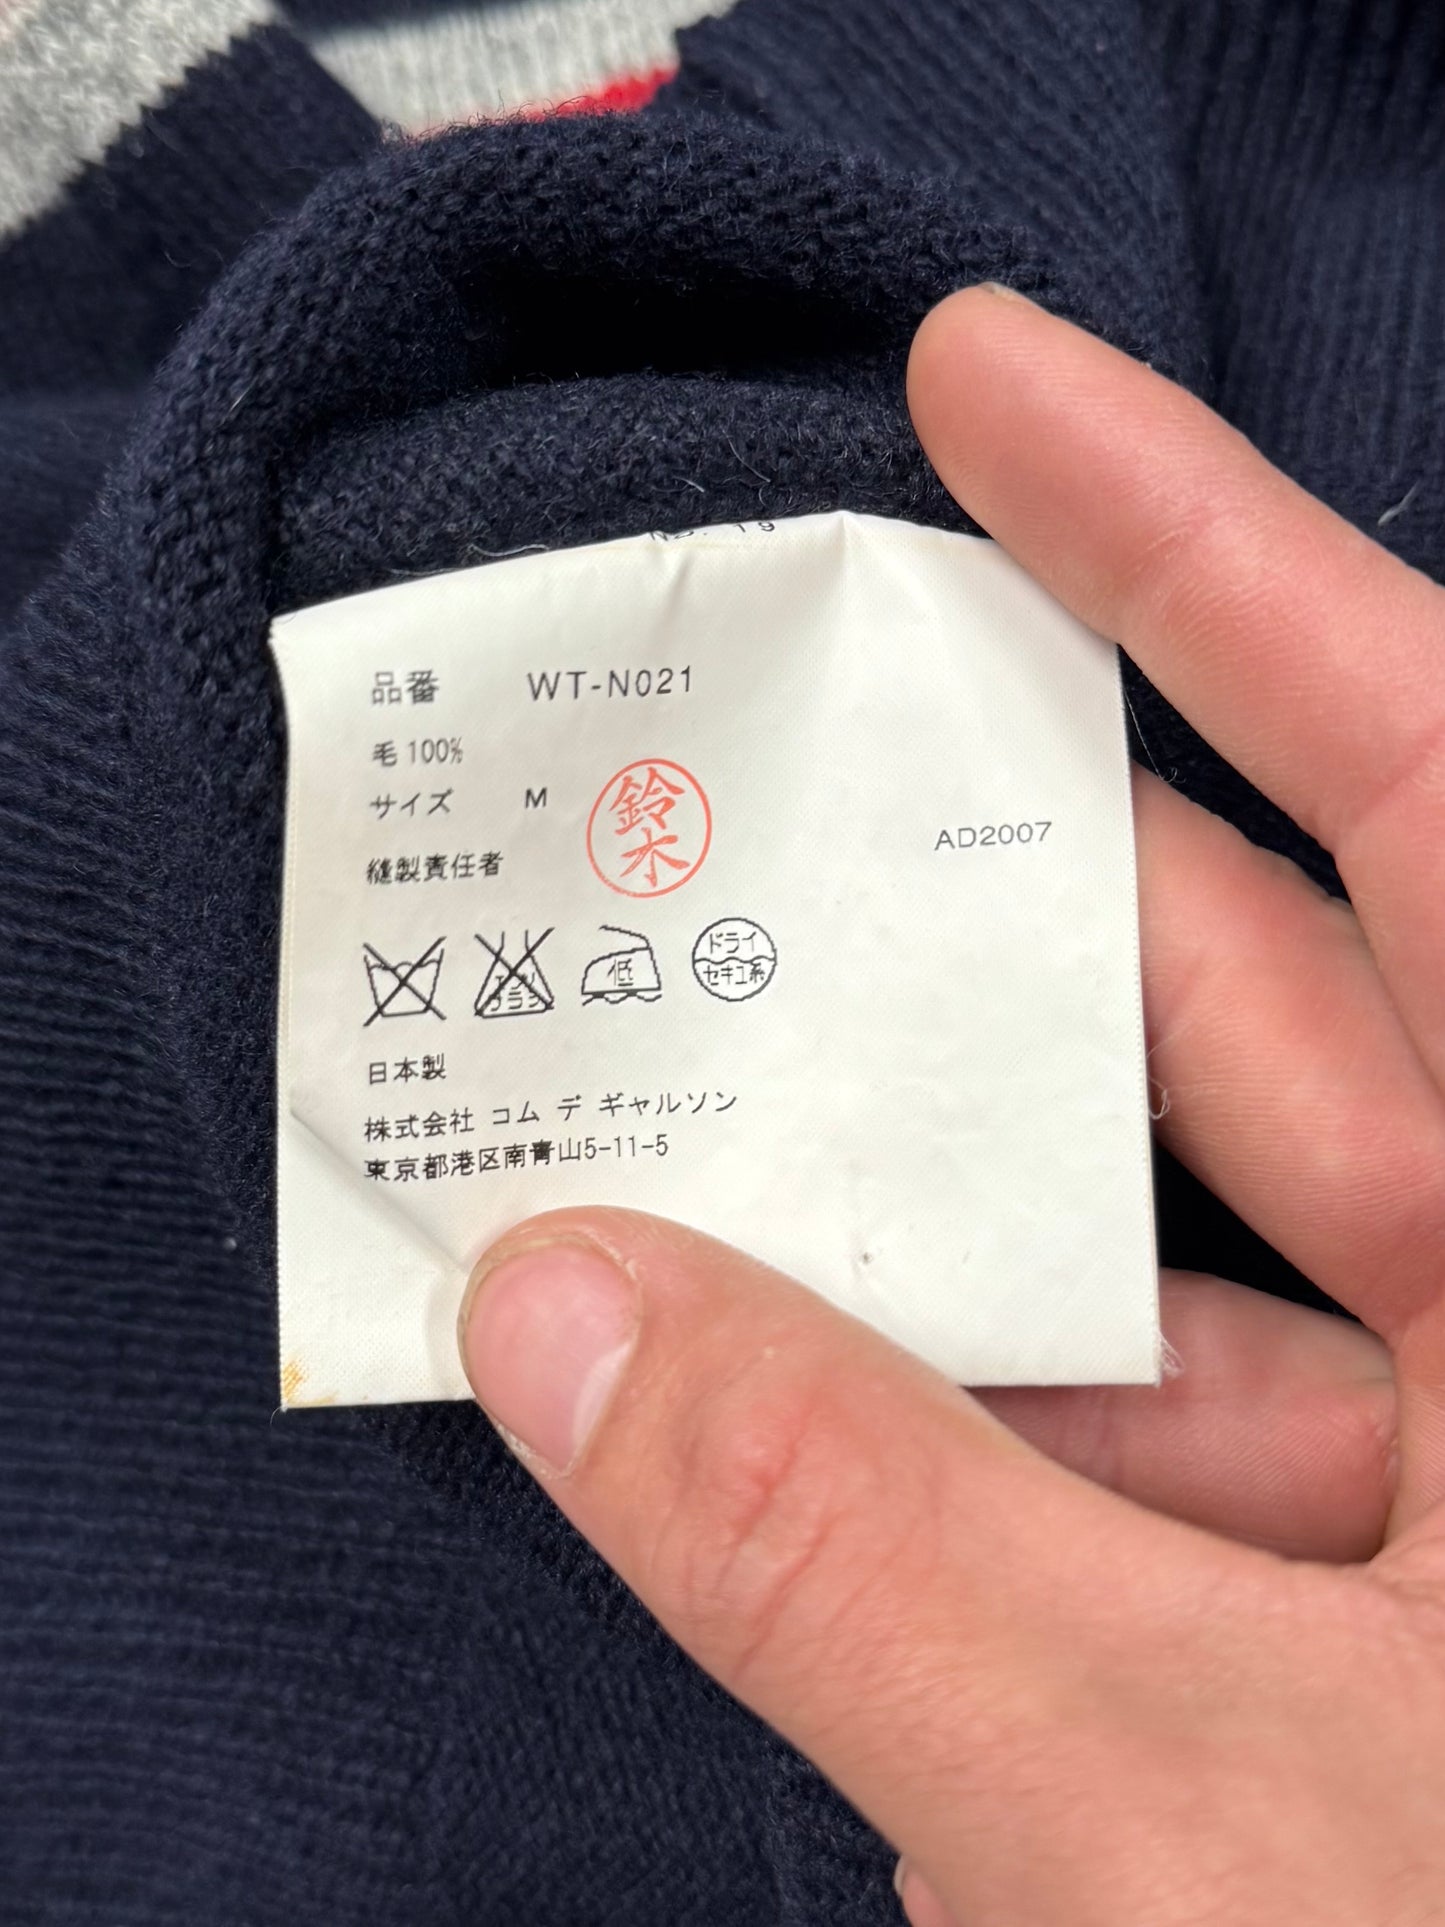 No. 19
品番 WT-N021
毛 100%
サイズ M
鈴木
AD2007
縫製責任者
低
ドライ
セキユ系
日本製
株式会社 コム デ ギャルソン
東京都港区南青山5-11-5